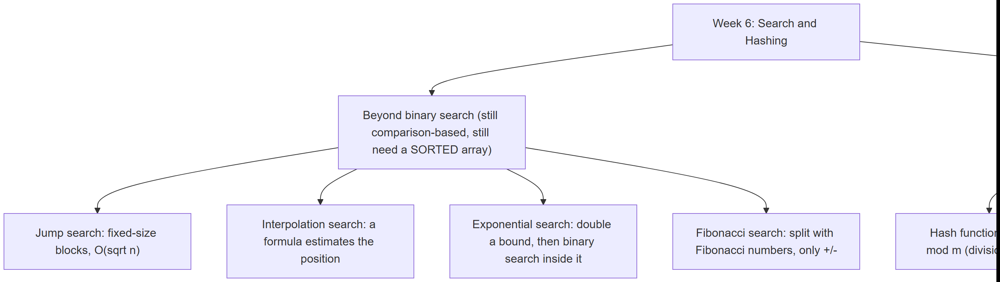 Week 6: Search and
Hashing
Beyond binary search (still
comparison-based, still
need a SORTED array)
Jump search: fixed-size
blocks, O(sqrt n)
Interpolation search: a
formula estimates the
position
Exponential search: double
a bound, then binary
search inside it
Fibonacci search: split with
Fibonacci numbers, only +/-
Hash
mod m